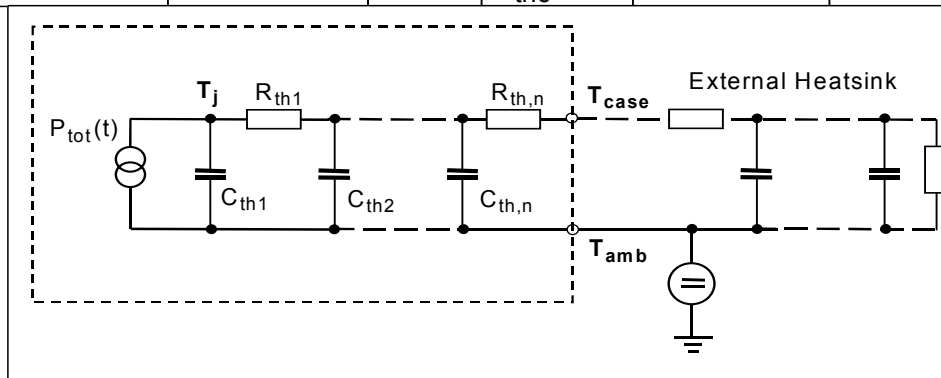 External Heatsink
Tj
Rth1
Rth,n
Tcase
Ptot(t)
Cth1
Cth2
Cth,n
Tamb